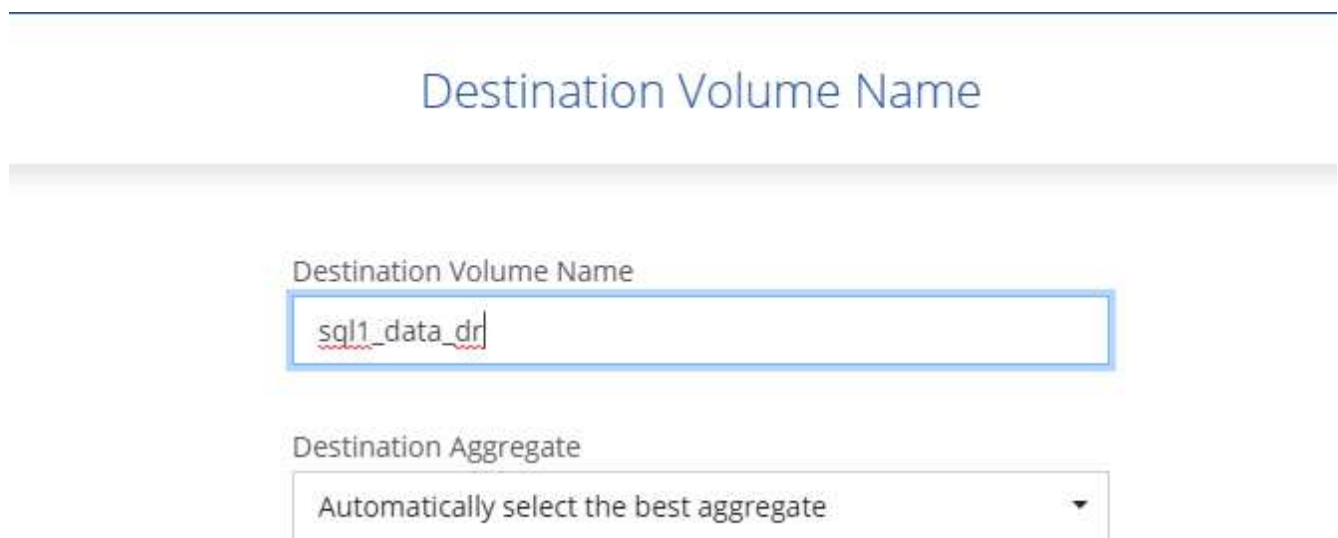 Destination Volume Name
Destination Volume Name
sql1_data_dr
Destination Aggregate
Automatically select the best aggregate